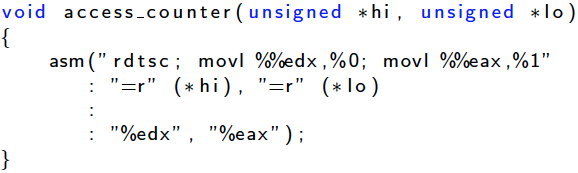 void access_counter(unsigned *hi, unsigned *lo)
{
asm("rdtsc; movl %%edx,%0; movl %%eax,%1"
: "=r" (*hi), "=r" (*lo)
:
: "%edx", "%eax");
}